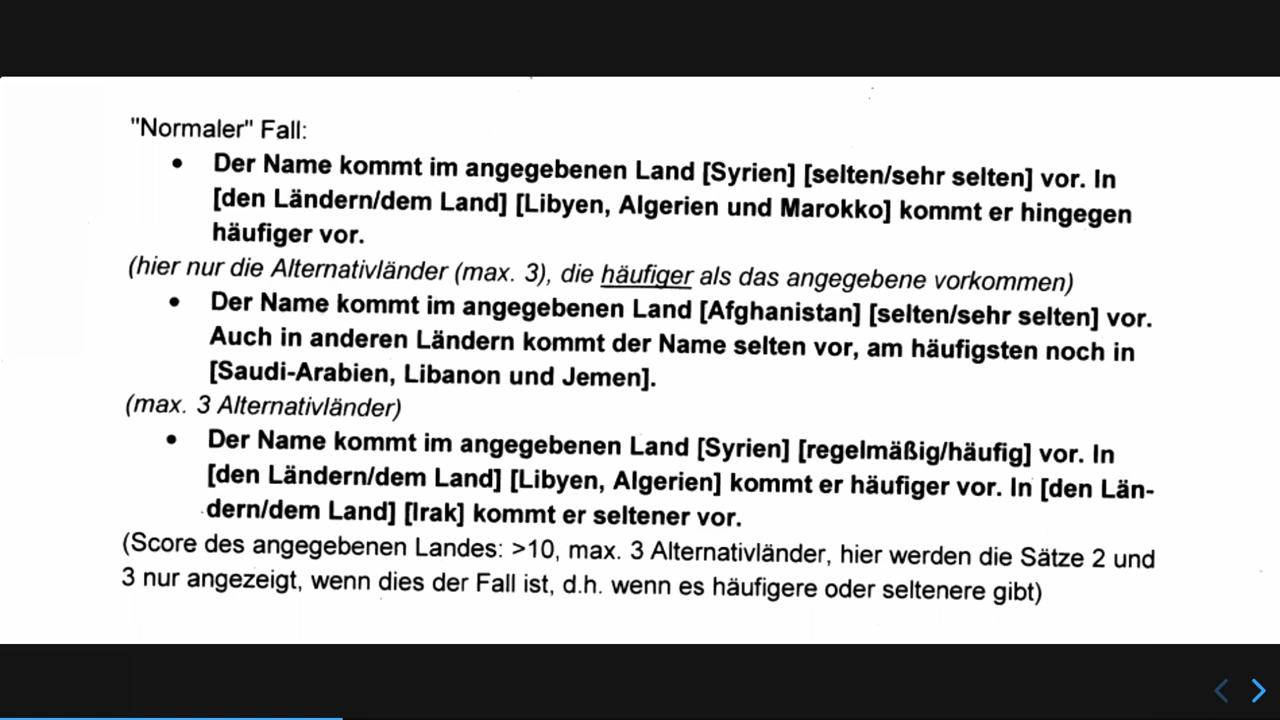 "Normaler" Fall:
• Der Name kommt im angegebenen Land [Syrien] [selten/sehr selten] vor. In
[den Ländern/dem Land] [Libyen, Algerien und Marokko] kommt er hingegen
häufiger vor.
(hier nur die Alternativländer (max. 3), die häufiger als das angegebene vorkommen)
• Der Name kommt im angegebenen Land [Afghanistan] [selten/sehr selten] vor.
Auch in anderen Ländern kommt der Name selten vor, am häufigsten noch in
[Saudi-Arabien, Libanon und Jemen].
(max. 3 Alternativländer)
• Der Name kommt im angegebenen Land [Syrien] [regelmäßig/häufig] vor. In
[den Ländern/dem Land] [Libyen, Algerien] kommt er häufiger vor. In [den Län-
dern/dem Land] [Irak] kommt er seltener vor.
(Score des angegebenen Landes: >10, max. 3 Alternativländer, hier werden die Sätze 2 und
3 nur angezeigt, wenn dies der Fall ist, d.h. wenn es häufigere oder seltenere gibt)